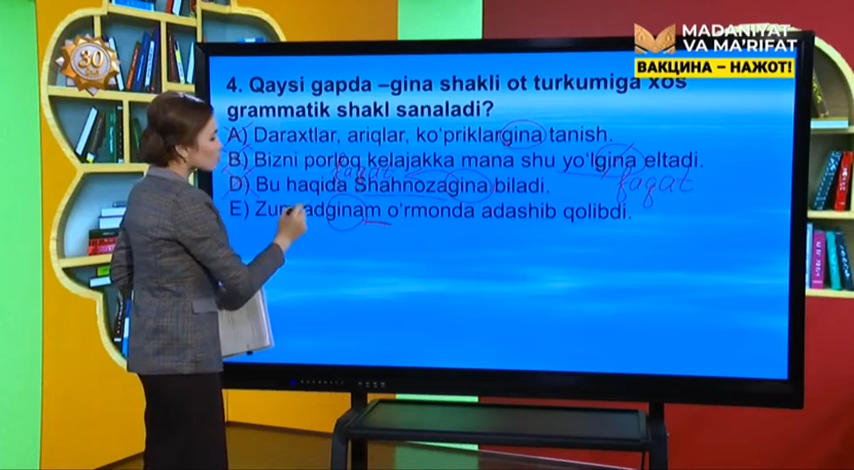 MADANIYAT
VA MA'RIFAT
ВАКЦИНА – НАЖОТ!
30
4. Qaysi gapda –gina shakli ot turkumiga xos
grammatik shakl sanaladi?
A) Daraxtlar, ariqlar, ko'priklargina tanish.
B) Bizni porloq kelajakka mana shu yo'lgina eltadi.
faqat
faqat
D) Bu haqida Shahnozagina biladi.
E) adginam o'rmonda adashib qolibdi.